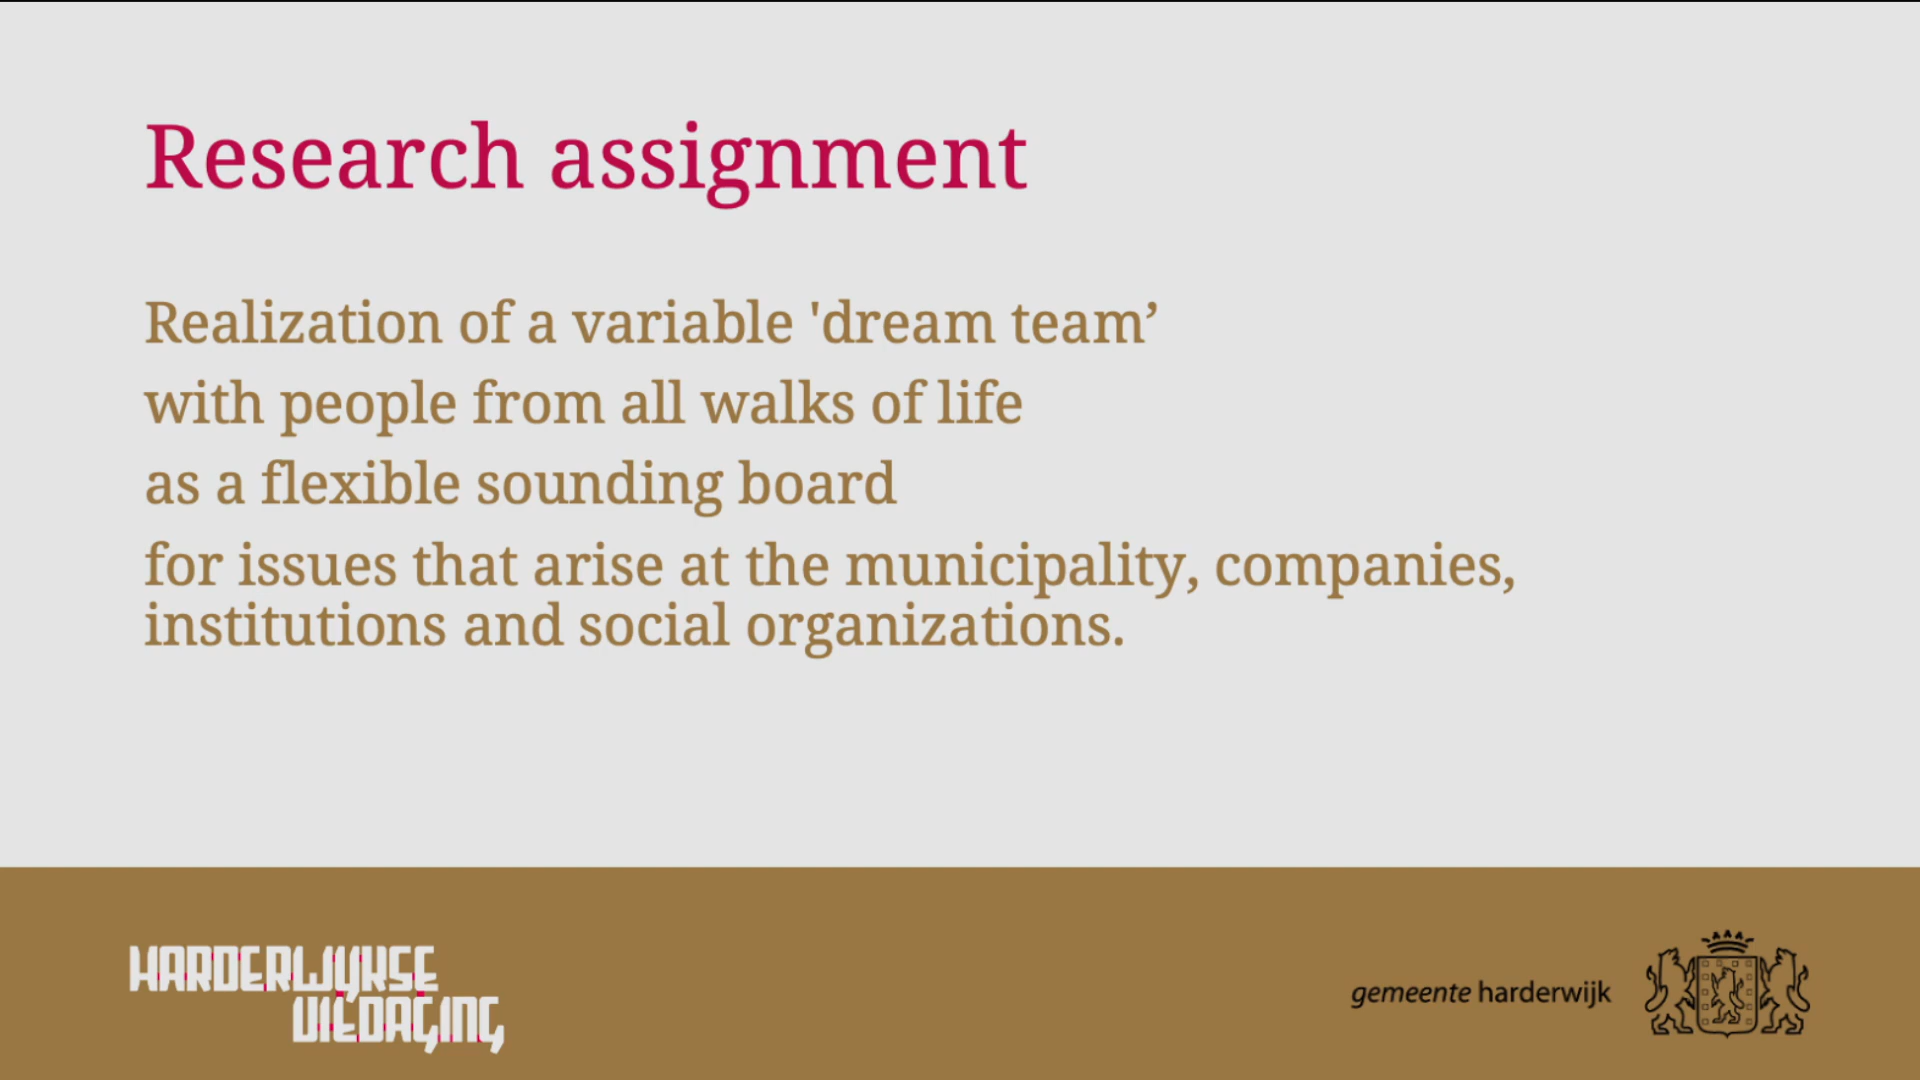 Research assignment
Realization of a variable 'dream team’
with people from all walks of life
as a flexible sounding board
for issues that arise at the municipality, companies,
institutions and social organizations.
HARDERWIJKSE
UITDAGING
gemeente harderwijk